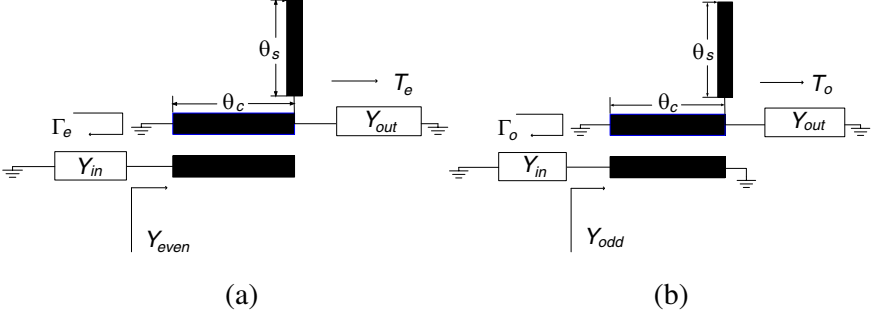 θs
Te
θc
Γe
Yout
Yin
Yeven
(a)
θs
To
θc
Γo
Yout
Yin
Yodd
(b)